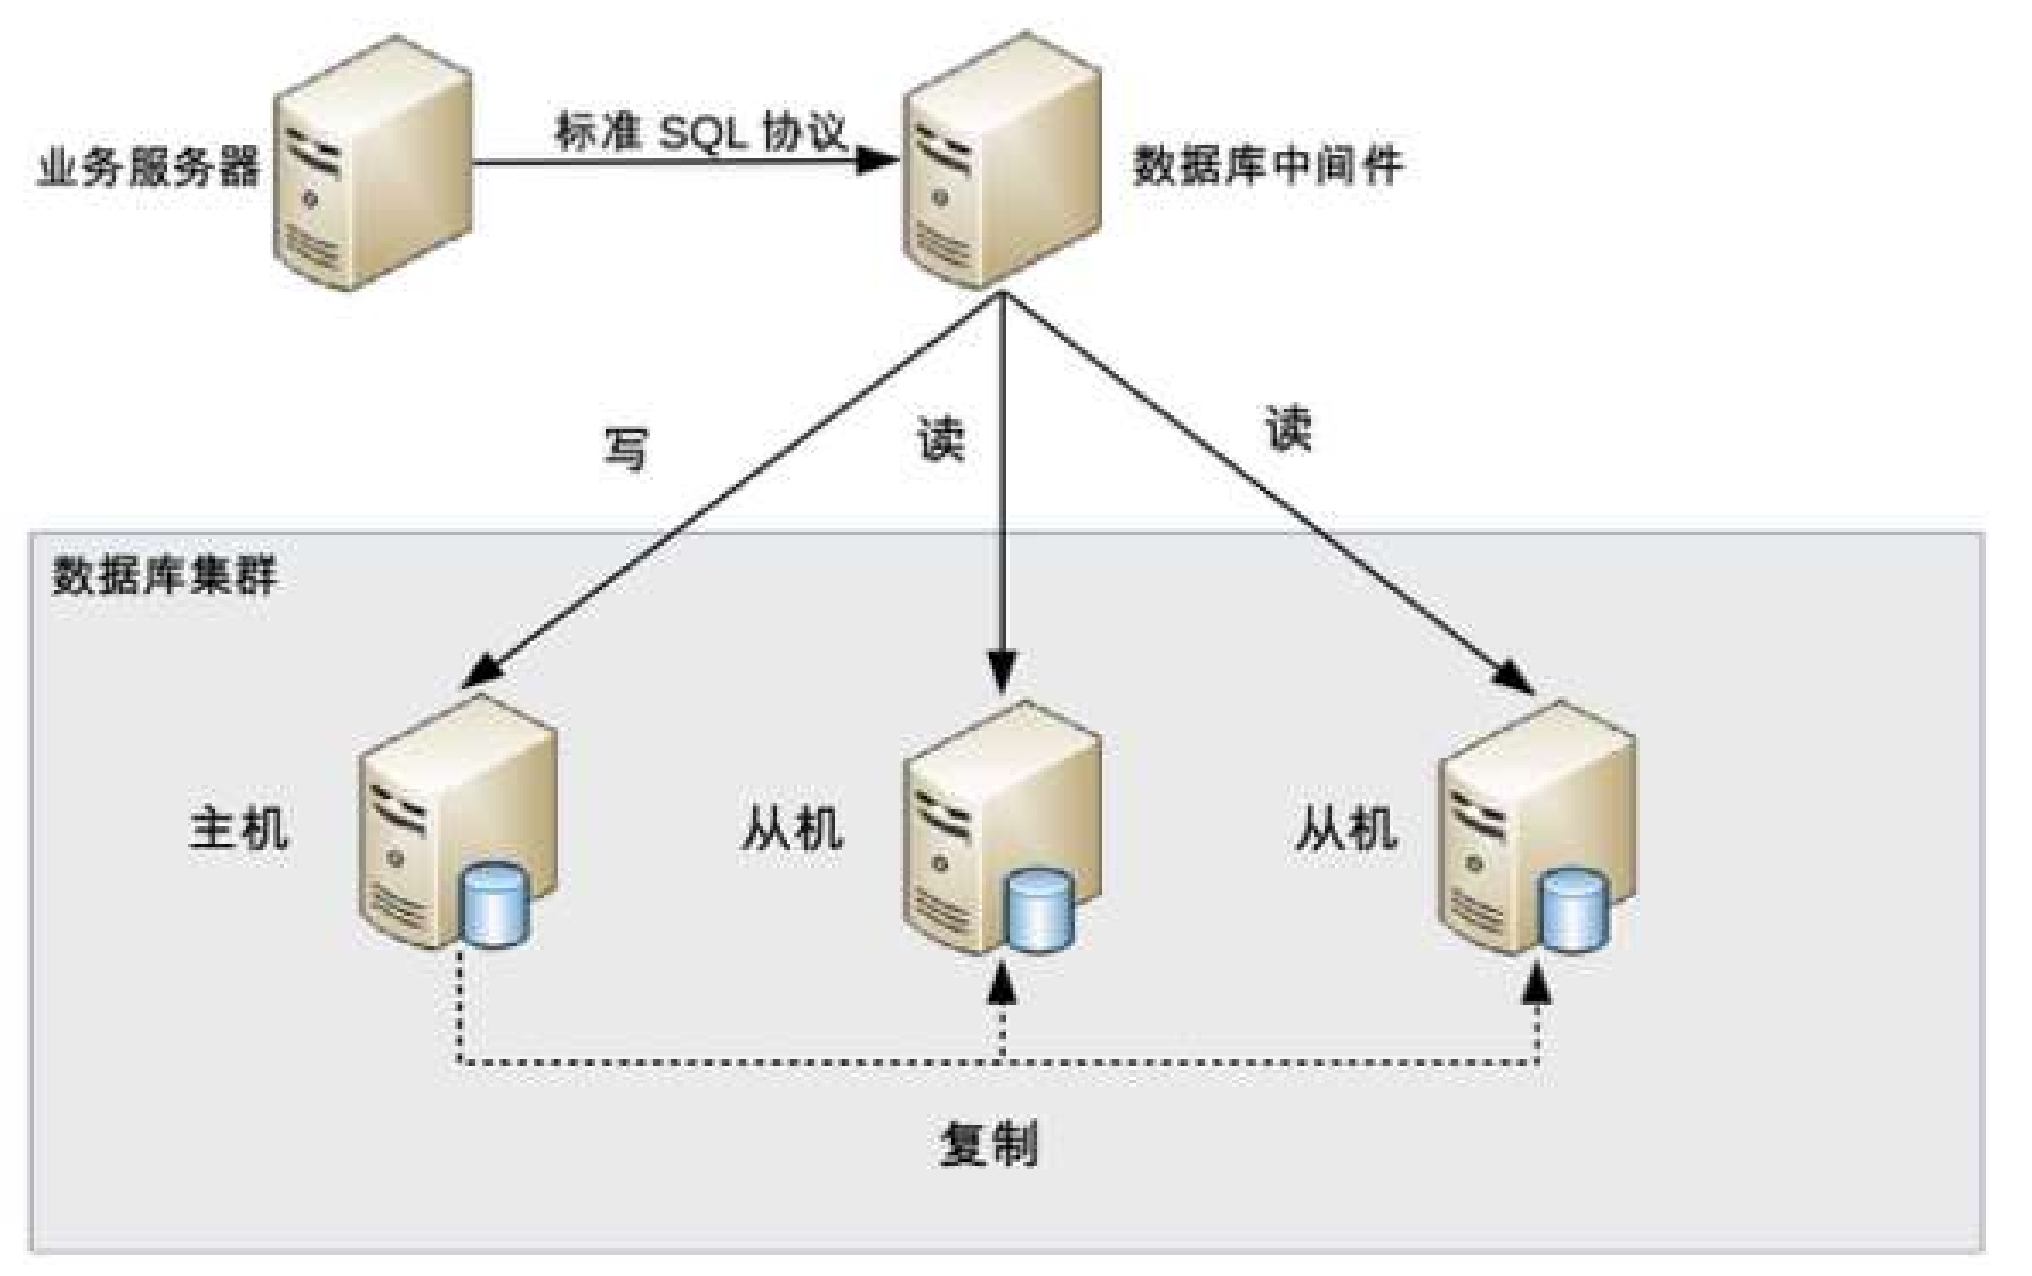 业务服务器
标准 SQL 协议
数据库中间件
写
读
读
数据库集群
主机
从机
从机
复制